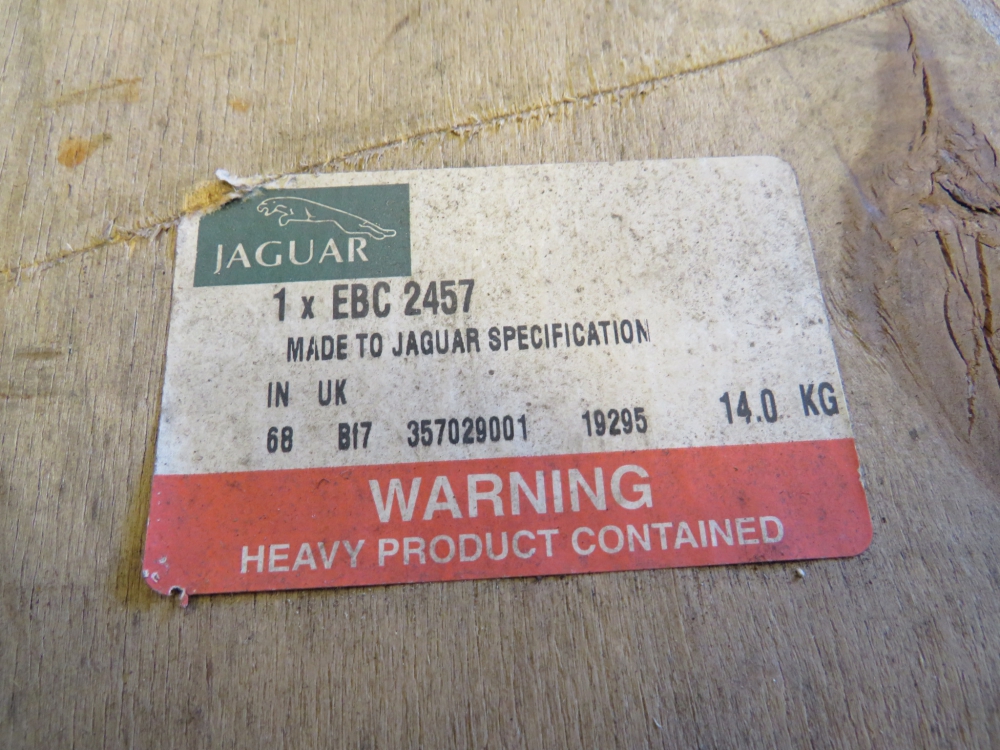 JAGUAR
1 x EBC 2457
MADE TO JAGUAR SPECIFICATION
IN UK
68 Bf7 357029001 19295 14.0 KG
WARNING
HEAVY PRODUCT CONTAINED